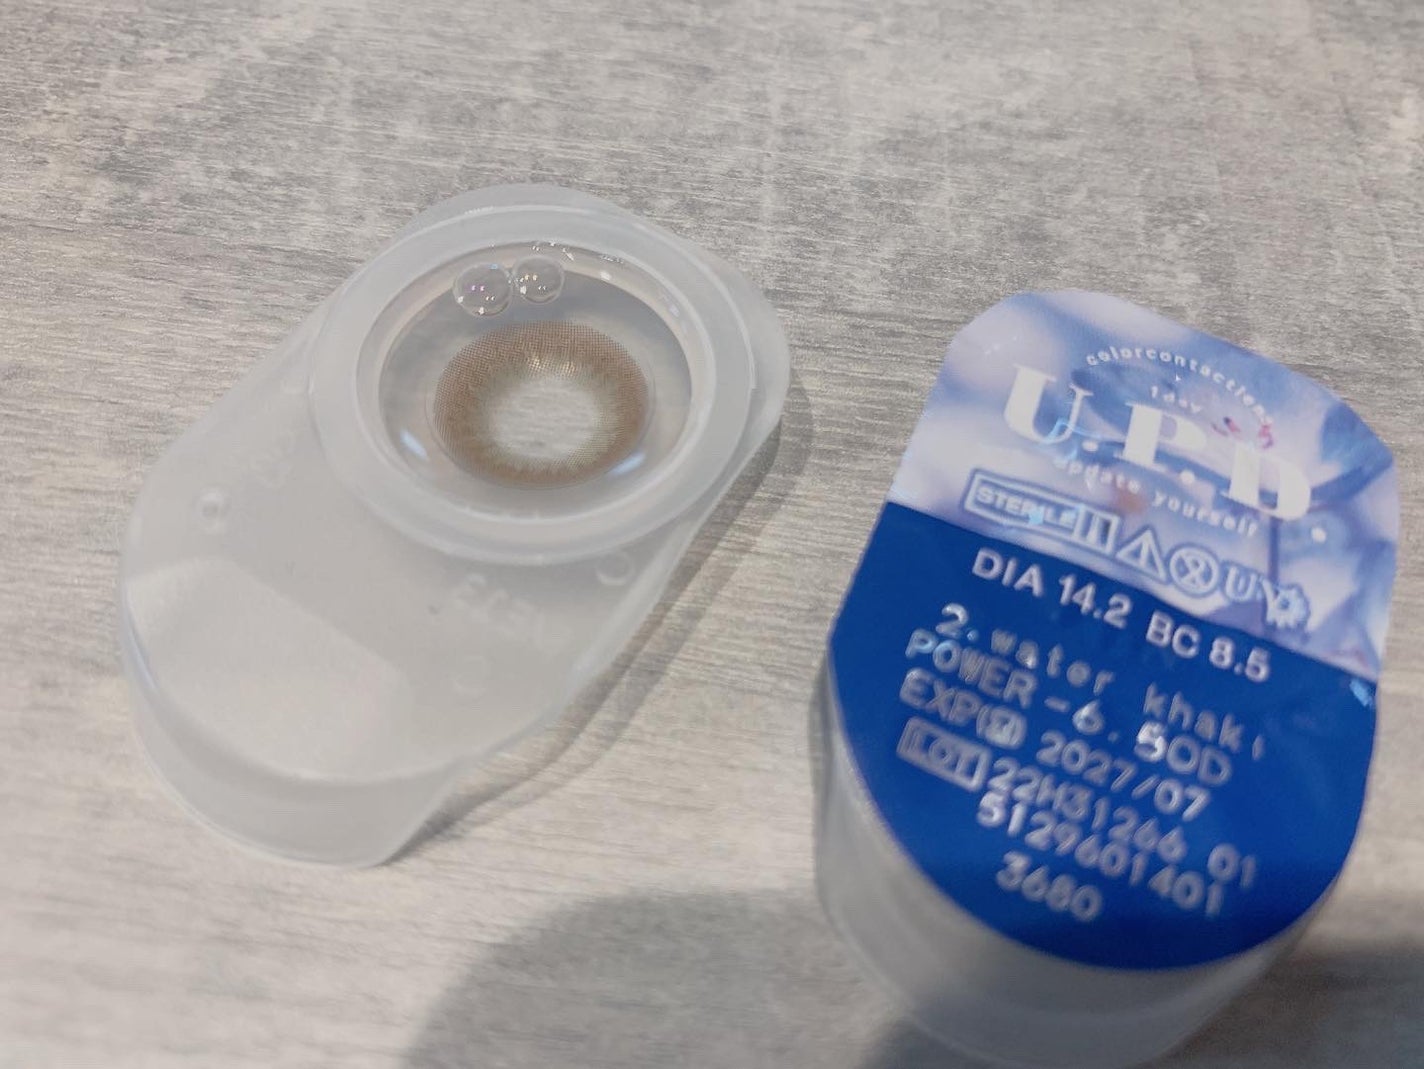 colorcontactlens
1day
U.P.D.
update yourself
STERILE
UV
DIA 14.2 BC 8.5
2. water khaki
POWER -6.50D
EXP 2027/07
LOT 22H31266 01
5129601401
3680